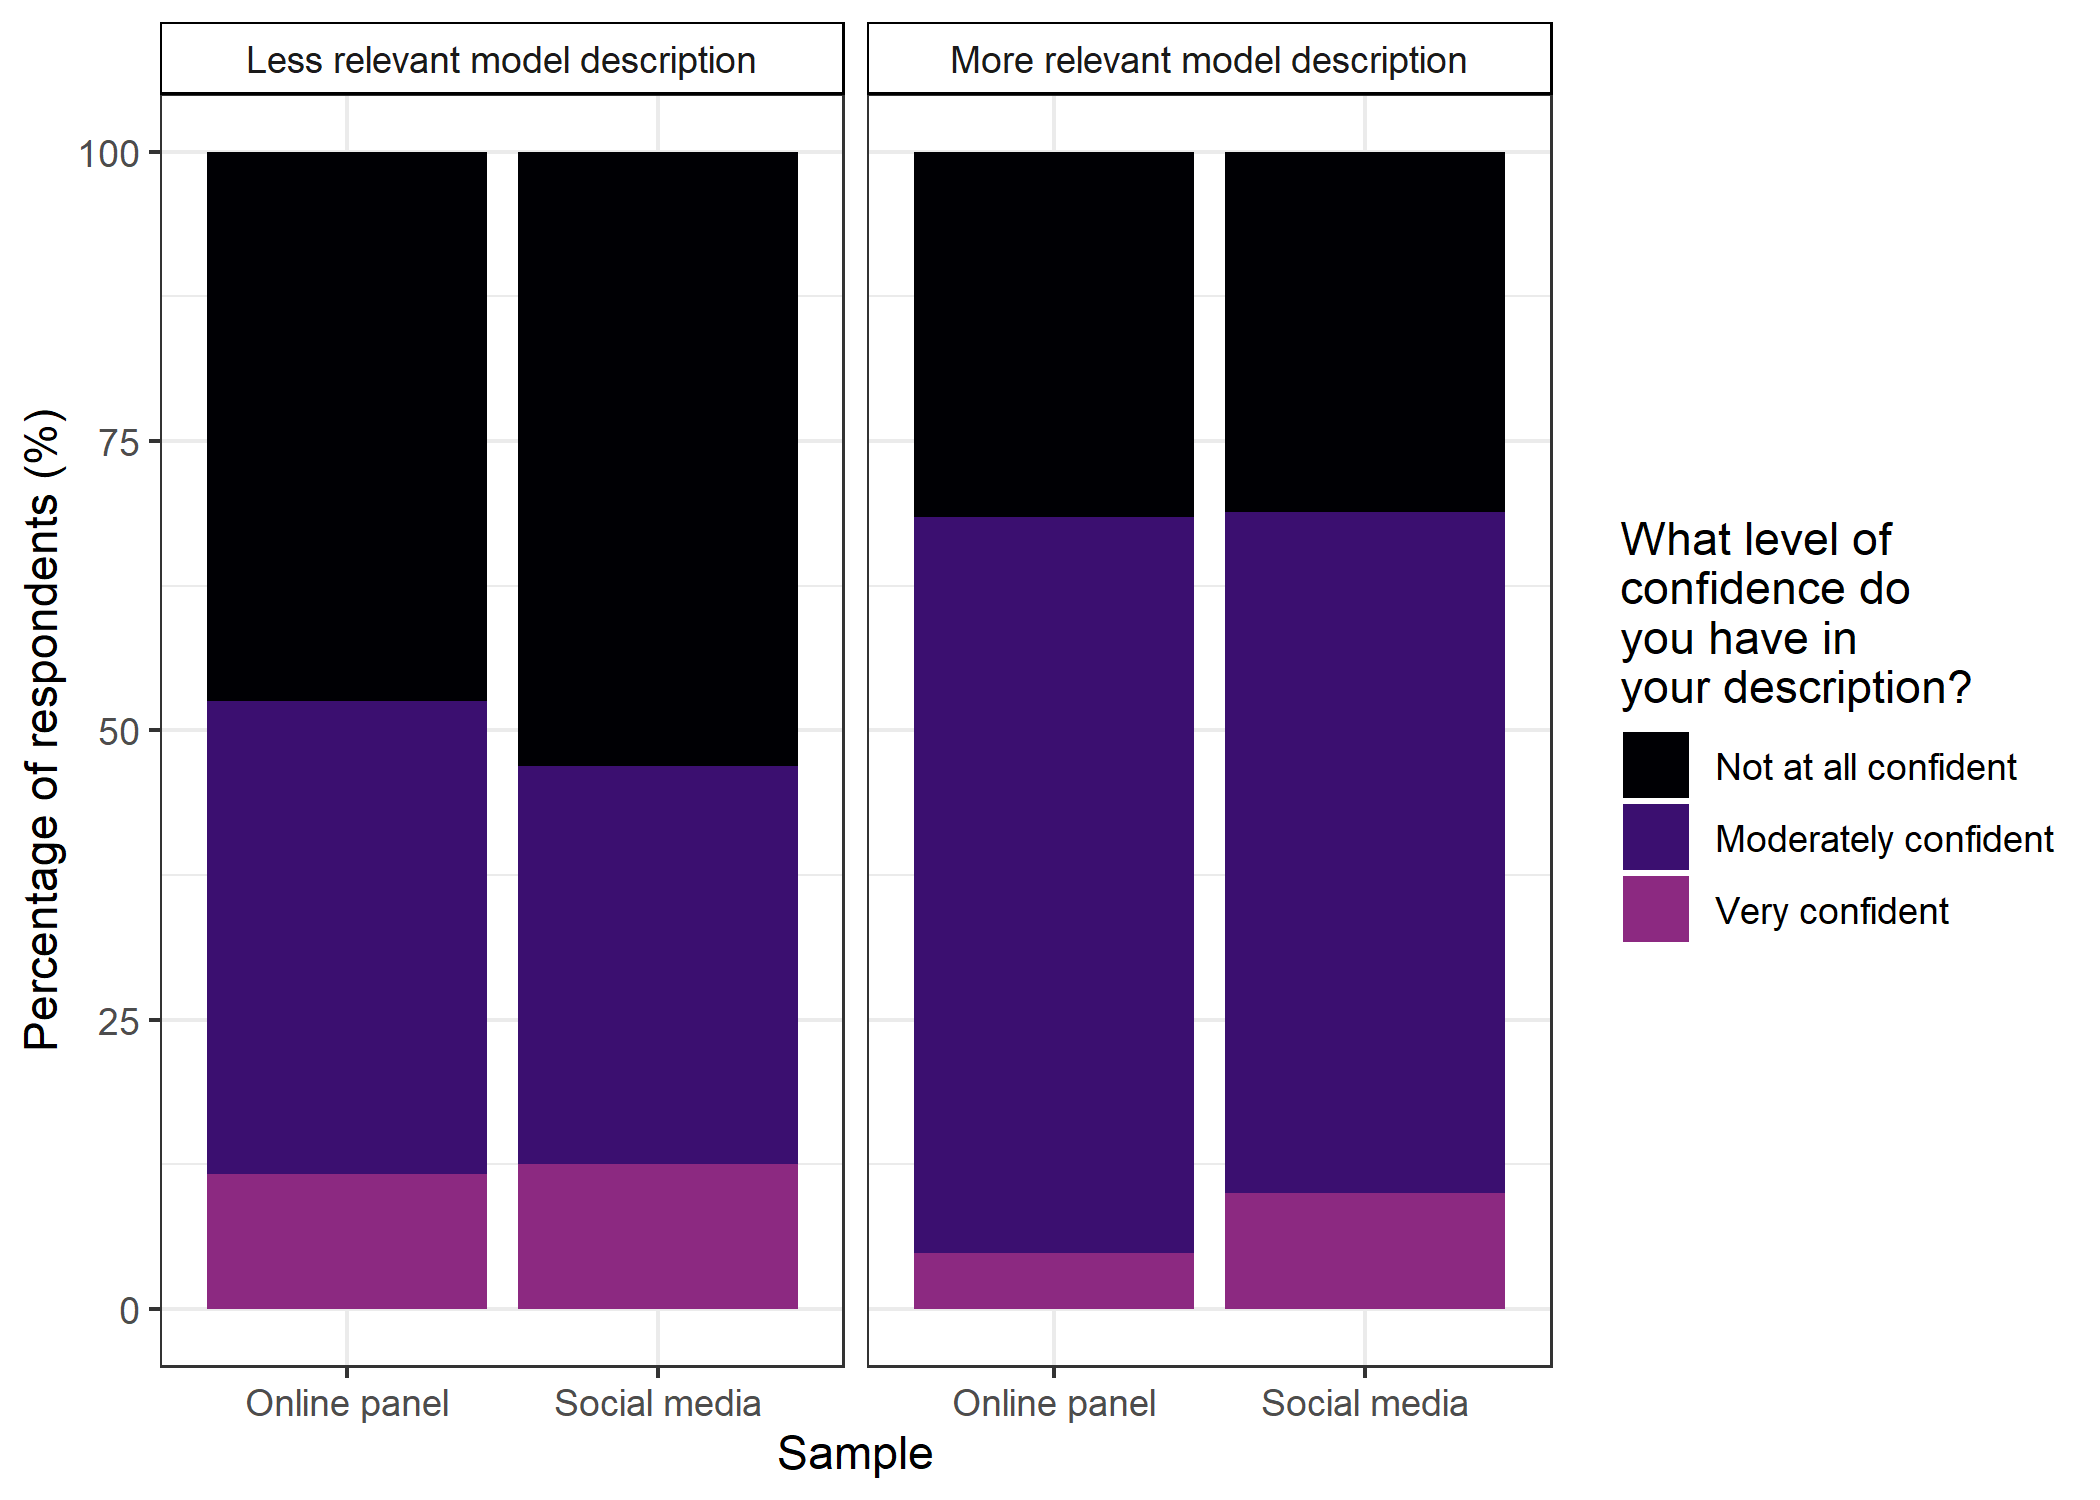 Less relevant model description
More relevant model description
100
75
50
25
0
Percentage of respondents (%)
Online panel
Social media
Online panel
Social media
Sample
What level of
confidence do
you have in
your description?
Not at all confident
Moderately confident
Very confident